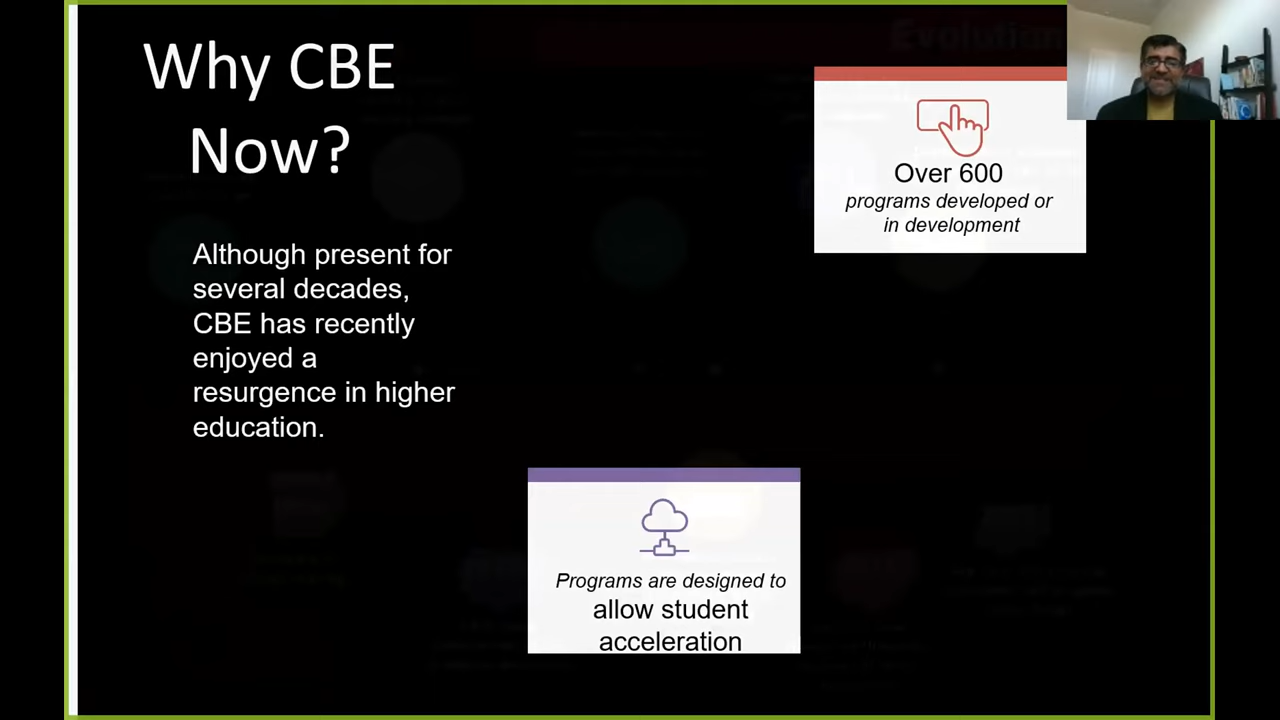 Why CBE
Now?
Although present for
several decades,
CBE has recently
enjoyed a
resurgence in higher
education.
Evolution
Over 600
programs developed or
in development
Programs are designed to
allow student
acceleration